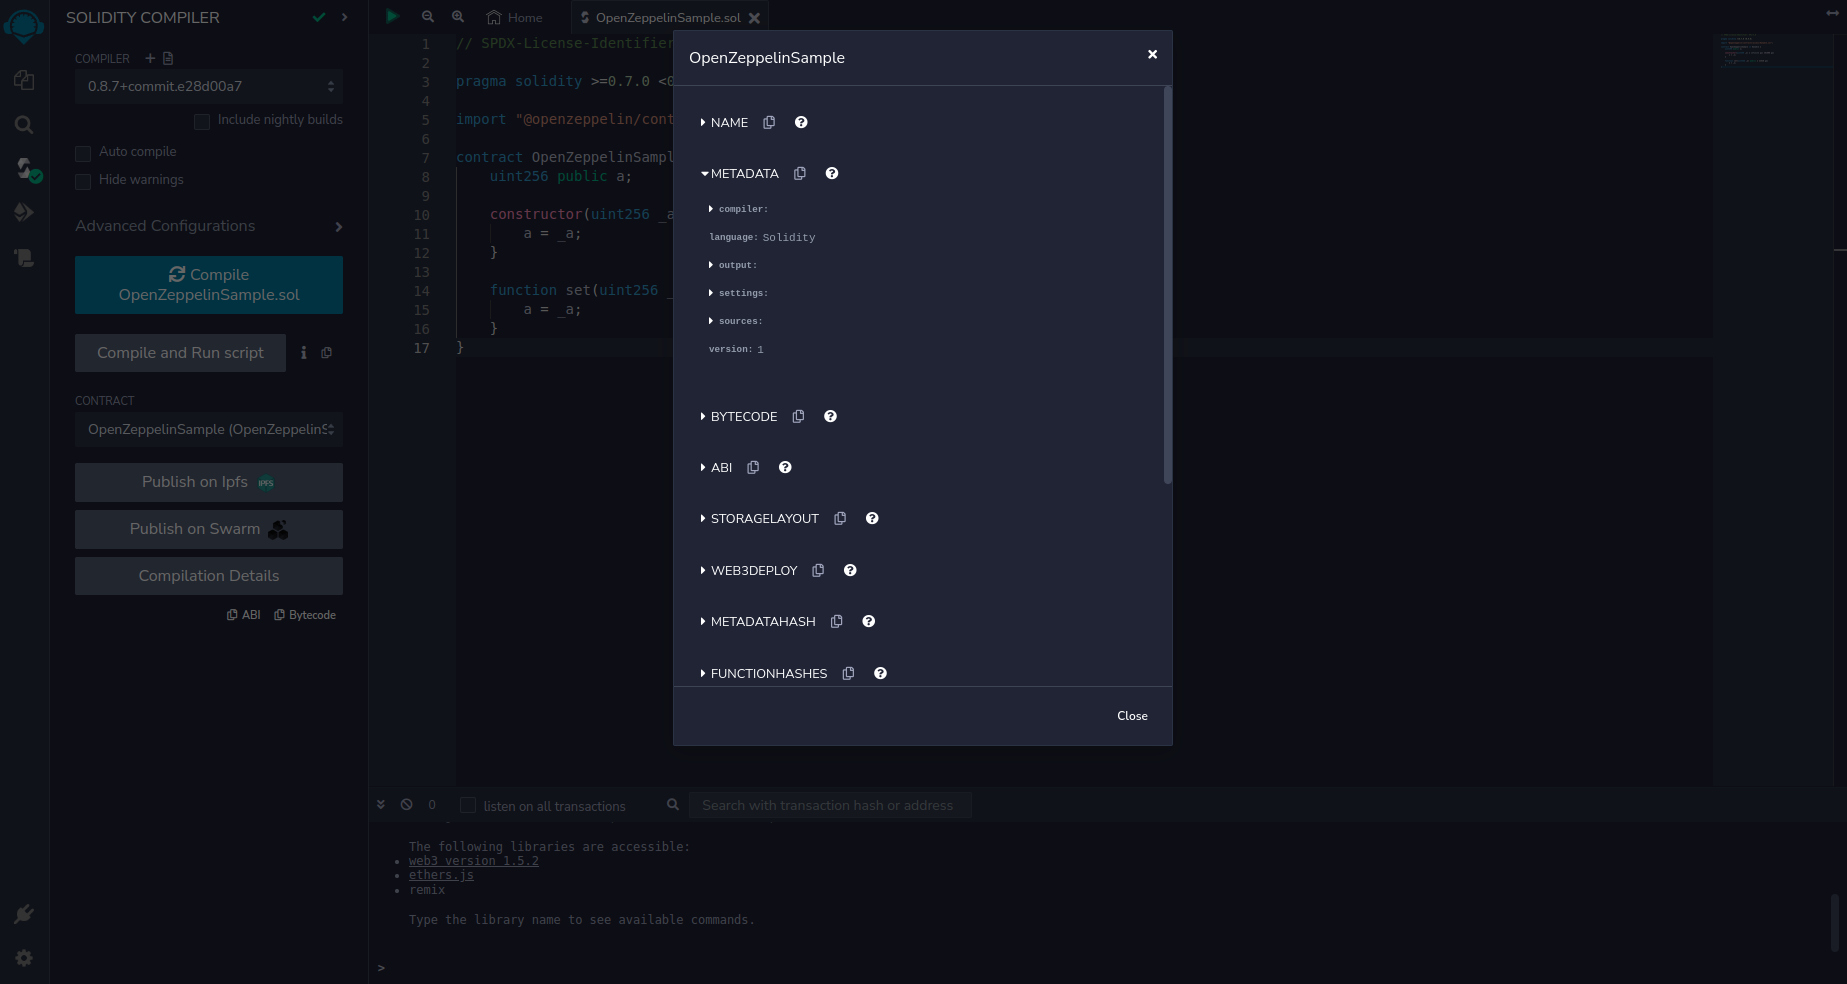 SOLIDITY COMPILER
COMPILER
0.8.7+commit.e28d00a7
Include nightly builds
Auto compile
Hide warnings
Advanced Configurations
Compile
OpenZeppelinSample.sol
Compile and Run script
CONTRACT
OpenZeppelinSample (OpenZeppelinS
Publish on Ipfs IPFS
Publish on Swarm
Compilation Details
ABI Bytecode
Home OpenZeppelinSample.sol
1 // SPDX-License-Identifier
2
3 pragma solidity >=0.7.0 <0
4
5 import "@openzeppelin/cont
6
7 contract OpenZeppelinSampl
8 uint256 public a;
9
10 constructor(uint256 _a
11 a = _a;
12 }
13
14 function set(uint256 _
15 a = _a;
16 }
17 }
OpenZeppelinSample
NAME
METADATA
compiler:
language: Solidity
output:
settings:
sources:
version: 1
BYTECODE
ABI
STORAGELAYOUT
WEB3DEPLOY
METADATAHASH
FUNCTIONHASHES
Close
0 listen on all transactions Search with transaction hash or address
The following libraries are accessible:
• web3 version 1.5.2
• ethers.js
• remix
Type the library name to see available commands.
>